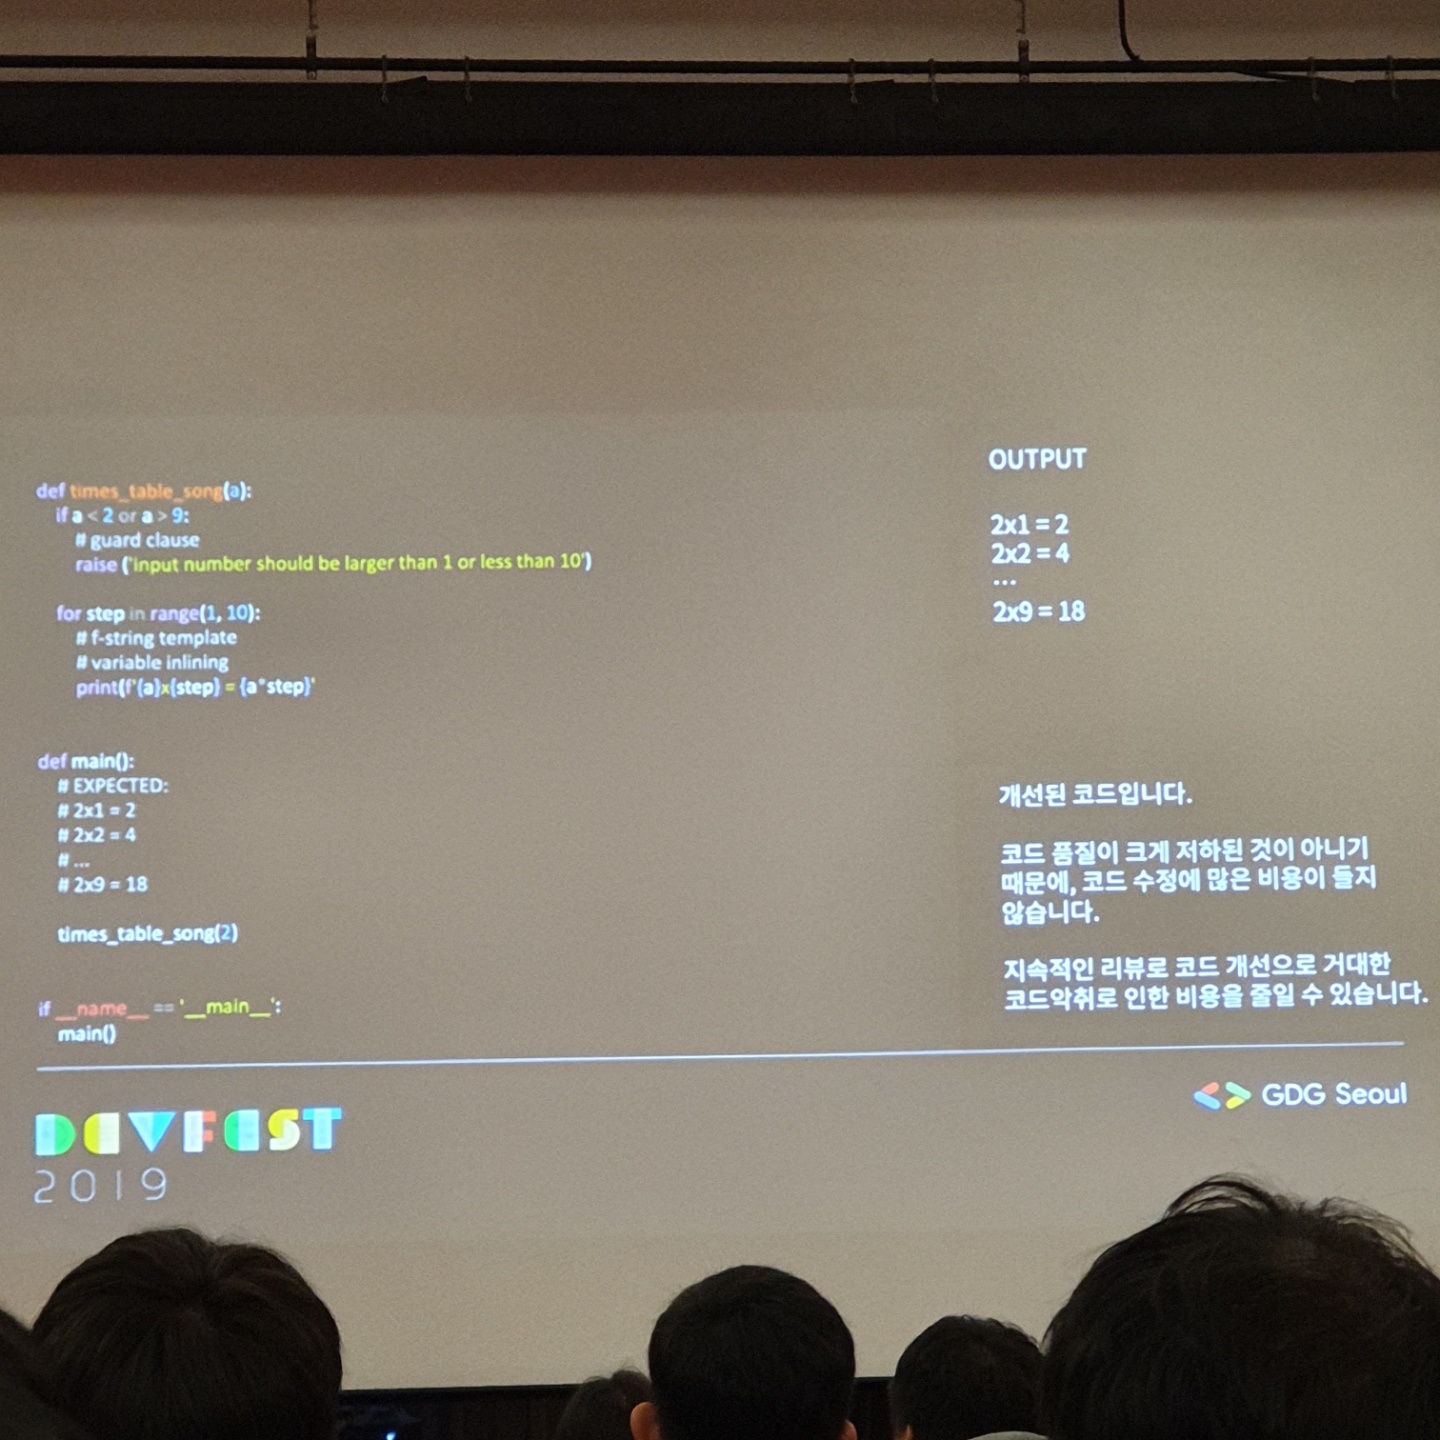 def times_table_song(a):
if a < 2 or a > 9:
# guard clause
raise ('input number should be larger than 1 or less than 10')
for step in range(1, 10):
# f-string template
# variable inlining
print(f'{a}x{step} = {a*step}'
def main():
# EXPECTED:
# 2x1 = 2
# 2x2 = 4
# ...
# 2x9 = 18
times_table_song(2)
if __name__ == '__main__':
main()
OUTPUT
2x1 = 2
2x2 = 4
...
2x9 = 18
개선된 코드입니다.
코드 품질이 크게 저하된 것이 아니기
때문에, 코드 수정에 많은 비용이 들지
않습니다.
지속적인 리뷰로 코드 개선으로 거대한
코드악취로 인한 비용을 줄일 수 있습니다.
DEVFEST
2019
GDG Seoul